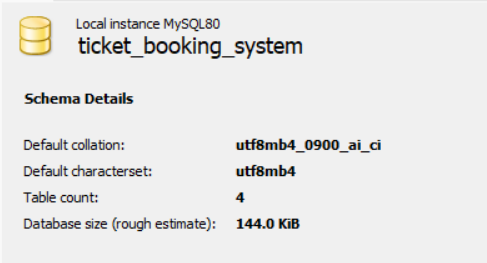 Local instance MySQL80
ticket_booking_system
Schema Details
Default collation: utf8mb4_0900_ai_ci
Default characterset: utf8mb4
Table count: 4
Database size (rough estimate): 144.0 KiB